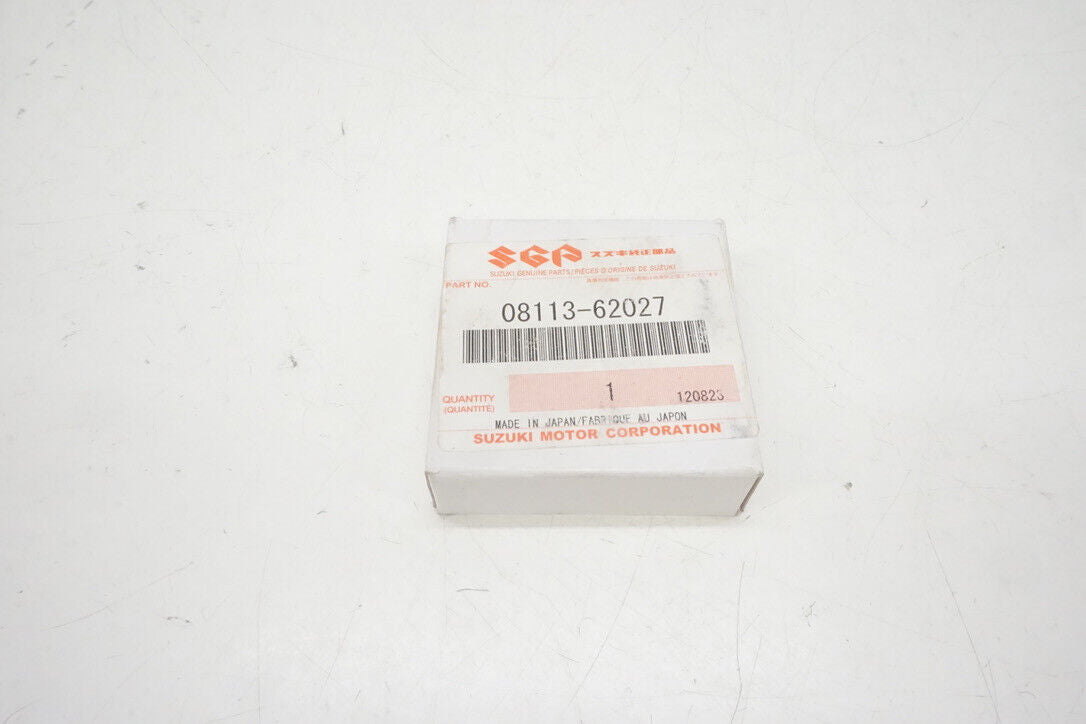 SGP スズキ純正部品
SUZUKI GENUINE PARTS/PIÈCES D'ORIGINE DE SUZUKI
PART NO.
08113-62027
QUANTITY 1 120823
(QUANTITÉ)
MADE IN JAPAN/FABRIQUE AU JAPON
SUZUKI MOTOR CORPORATION